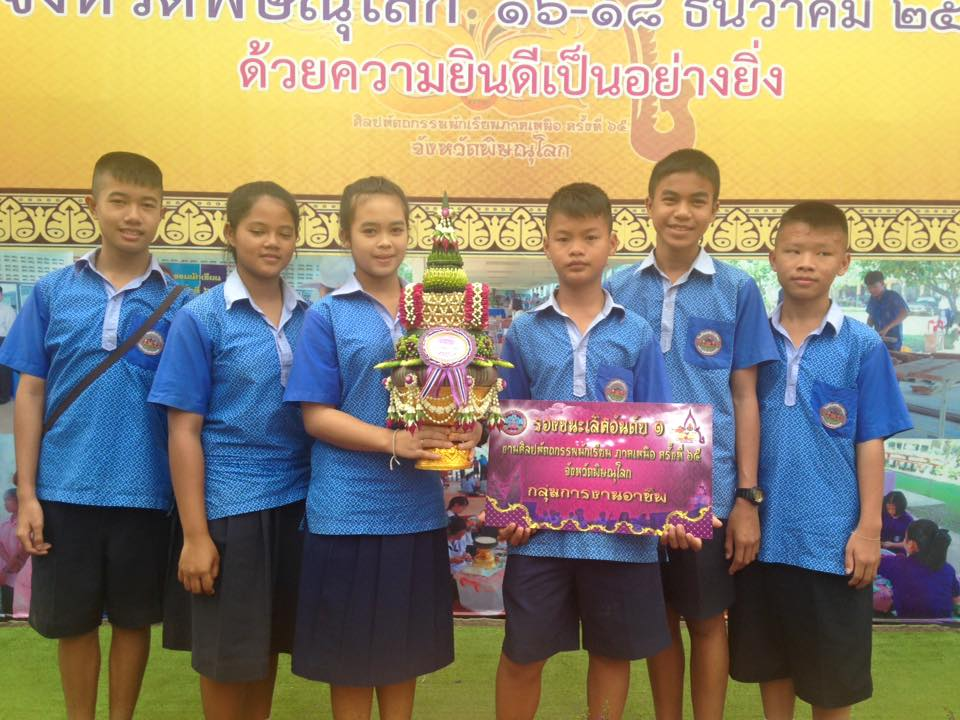 จังหวัดพิษณุโลก ๑๖-๑๘ ธันวาคม ๒๕
ด้วยความยินดีเป็นอย่างยิ่ง
ศิลปหัตถกรรมนักเรียนภาคเหนือ ครั้งที่ ๖๕
จังหวัดพิษณุโลก
รองชนะเลิศอันดับ ๑
งานศิลปหัตถกรรมนักเรียน ภาคเหนือ ครั้งที่ ๖๕
จังหวัดพิษณุโลก
กลุ่มการงานอาชีพ